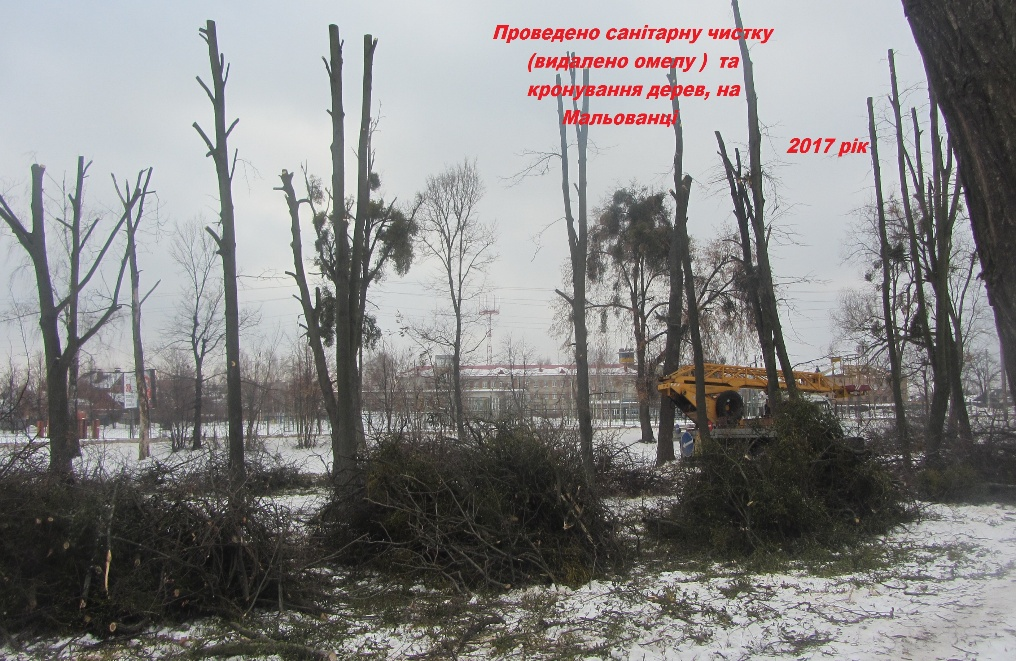 Проведено санітарну чистку
(видалено омелу ) та
кронування дерев, на
Мальованці
2017 рік